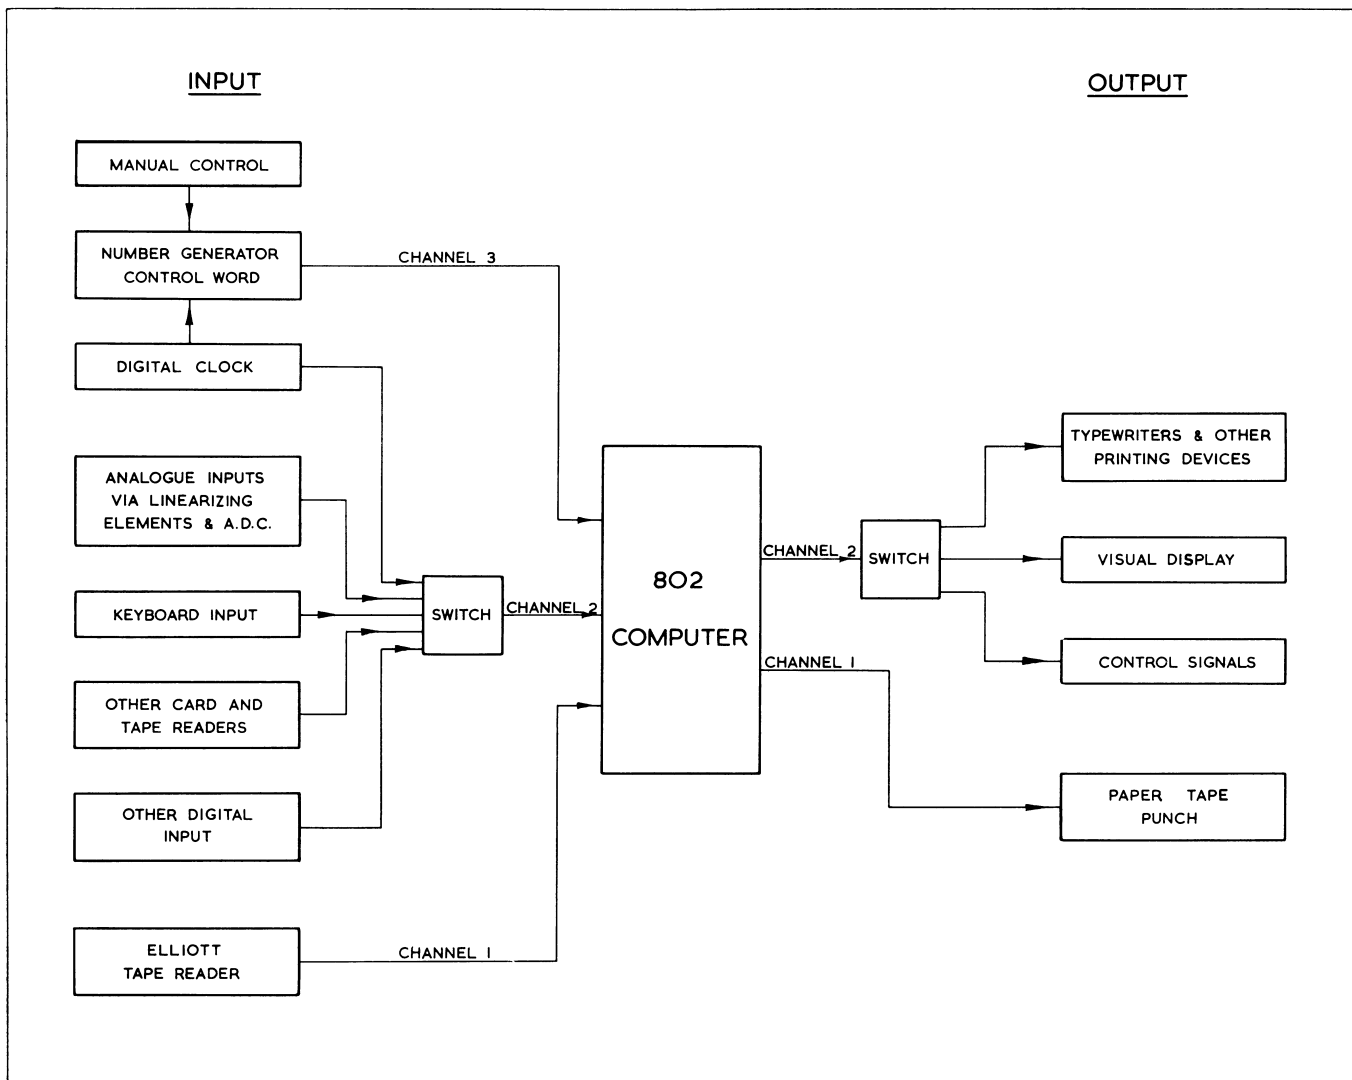 INPUT
OUTPUT
MANUAL CONTROL
NUMBER GENERATOR
CONTROL WORD
CHANNEL 3
DIGITAL CLOCK
ANALOGUE INPUTS
VIA LINEARIZING
ELEMENTS & A.D.C.
KEYBOARD INPUT
OTHER CARD AND
TAPE READERS
OTHER DIGITAL
INPUT
ELLIOTT
TAPE READER
CHANNEL 1
SWITCH
CHANNEL 2
802
COMPUTER
CHANNEL 2
CHANNEL 1
SWITCH
TYPEWRITERS & OTHER
PRINTING DEVICES
VISUAL DISPLAY
CONTROL SIGNALS
PAPER TAPE
PUNCH